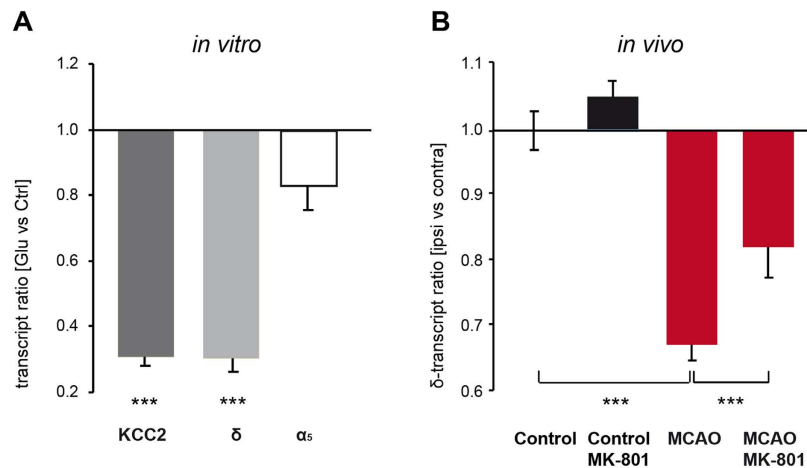 A
in vitro
transcript ratio [Glu vs Ctrl]
1.2
1.0
0.8
0.6
0.4
0.2
*** ***
KCC2 δ α₅
B
in vivo
δ-transcript ratio [ipsi vs contra]
1.1
1.0
0.9
0.8
0.7
0.6
*** ***
Control Control MCAO MCAO
MK-801 MK-801